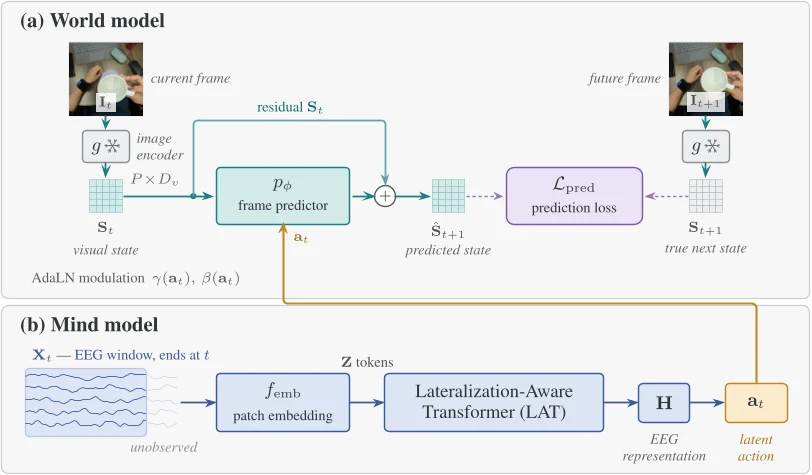 (a) World model
current frame
future frame
I_t
I_{t+1}
residual S_t
g
image
encoder
g
P × D_v
p_ϕ
frame predictor
+
ℒ_pred
prediction loss
S_t
Ŝ_{t+1}
S_{t+1}
visual state
a_t
predicted state
true next state
AdaLN modulation γ(a_t), β(a_t)
(b) Mind model
X_t — EEG window, ends at t
Z tokens
f_emb
patch embedding
Lateralization-Aware
Transformer (LAT)
H
a_t
unobserved
EEG
representation
latent
action